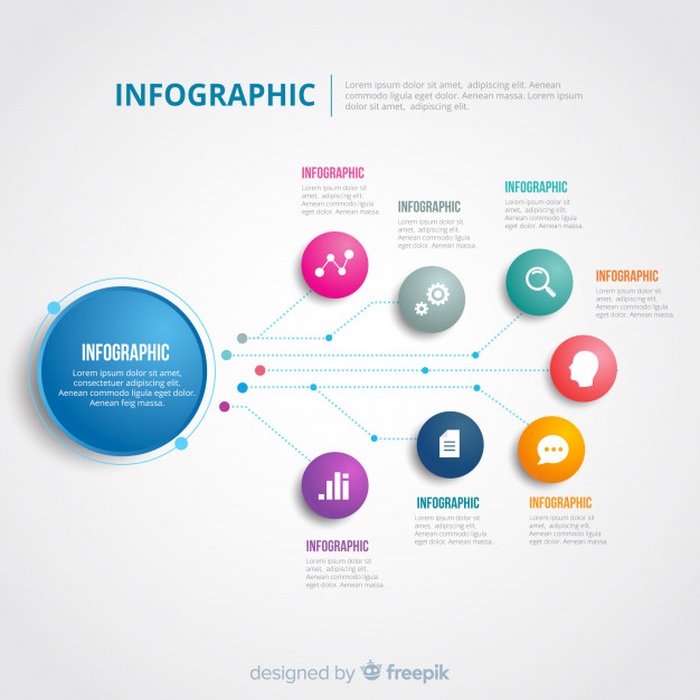 INFOGRAPHIC
Lorem ipsum dolor sit amet, adipiscing elit. Aenean
commodo ligula eget dolor. Aenean massa. Lorem ipsum
dolor sit amet, adipiscing elit.
INFOGRAPHIC
Lorem ipsum dolor sit
amet, adipiscing elit.
Aenean commodo ligula
eget dolor. Aenean massa.
INFOGRAPHIC
Lorem ipsum dolor sit
amet, adipiscing elit.
Aenean commodo ligula
eget dolor. Aenean massa.
INFOGRAPHIC
Lorem ipsum dolor sit
amet, adipiscing elit.
Aenean commodo ligula
eget dolor. Aenean massa.
INFOGRAPHIC
Lorem ipsum dolor sit
amet, adipiscing elit.
Aenean commodo ligula
eget dolor. Aenean massa.
INFOGRAPHIC
Lorem ipsum dolor sit amet,
consectetuer adipiscing elit.
Aenean commodo ligula eget dolor.
Aenean feig massa.
INFOGRAPHIC
Lorem ipsum dolor sit
amet, adipiscing elit.
Aenean commodo ligula
eget dolor. Aenean massa.
INFOGRAPHIC
Lorem ipsum dolor sit
amet, adipiscing elit.
Aenean commodo ligula
eget dolor. Aenean massa.
INFOGRAPHIC
Lorem ipsum dolor sit
amet, adipiscing elit.
Aenean commodo ligula
eget dolor. Aenean massa.
designed by freepik